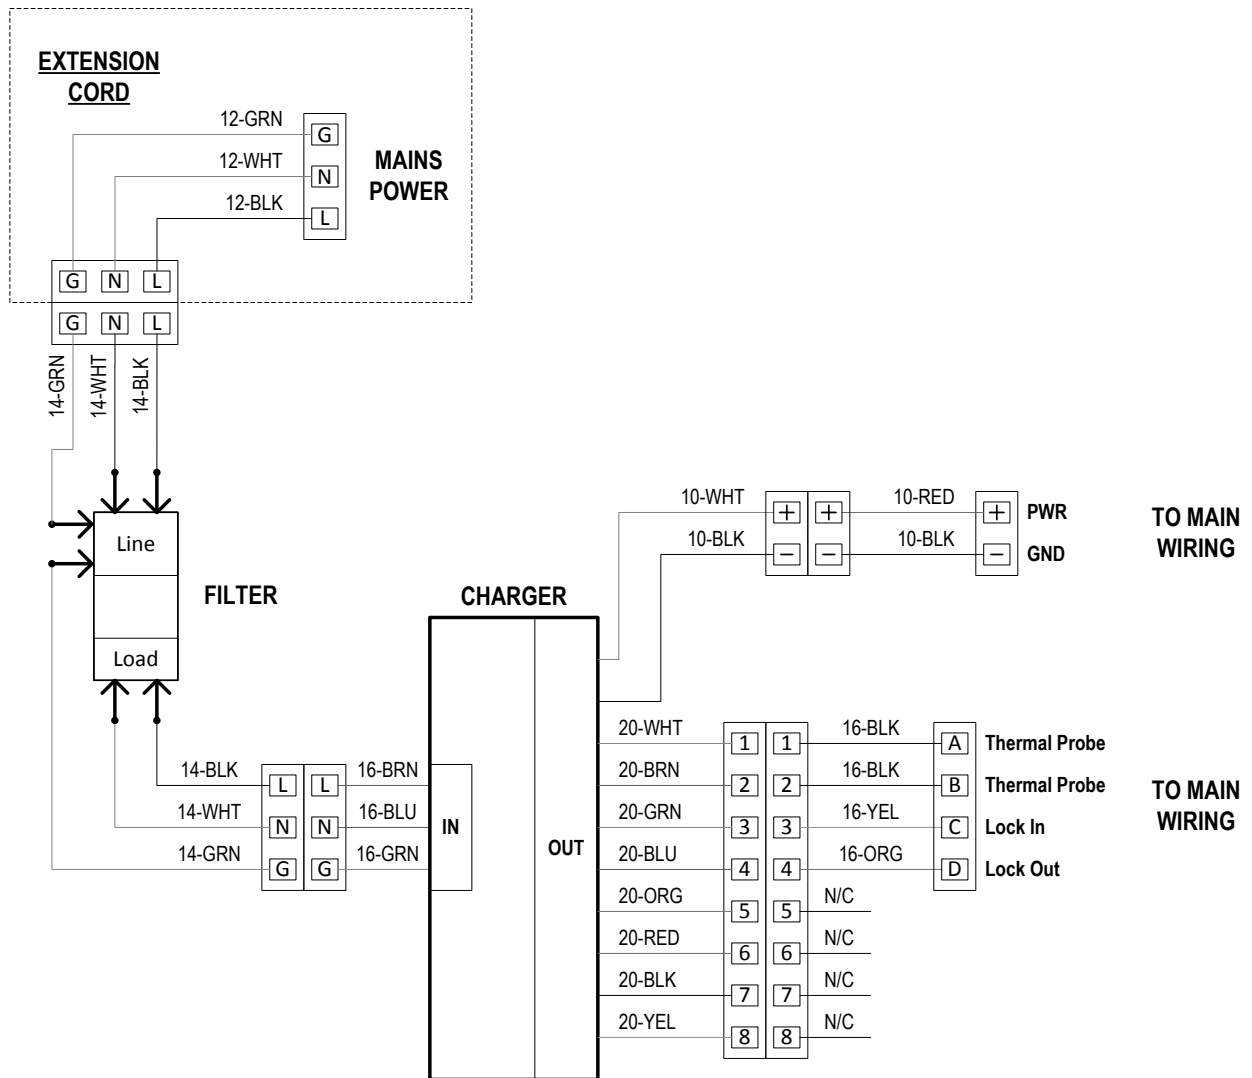 EXTENSION
CORD
12-GRN
G
12-WHT
N
12-BLK
L
MAINS
POWER
G N L
G N L
14-GRN
14-WHT
14-BLK
Line
Load
FILTER
14-BLK L L 16-BRN
14-WHT N N 16-BLU
14-GRN G G 16-GRN
CHARGER
IN
OUT
10-WHT + + 10-RED + PWR
10-BLK − − 10-BLK − GND
TO MAIN
WIRING
20-WHT 1 1 16-BLK A Thermal Probe
20-BRN 2 2 16-BLK B Thermal Probe
20-GRN 3 3 16-YEL C Lock In
20-BLU 4 4 16-ORG D Lock Out
20-ORG 5 5 N/C
20-RED 6 6 N/C
20-BLK 7 7 N/C
20-YEL 8 8 N/C
TO MAIN
WIRING